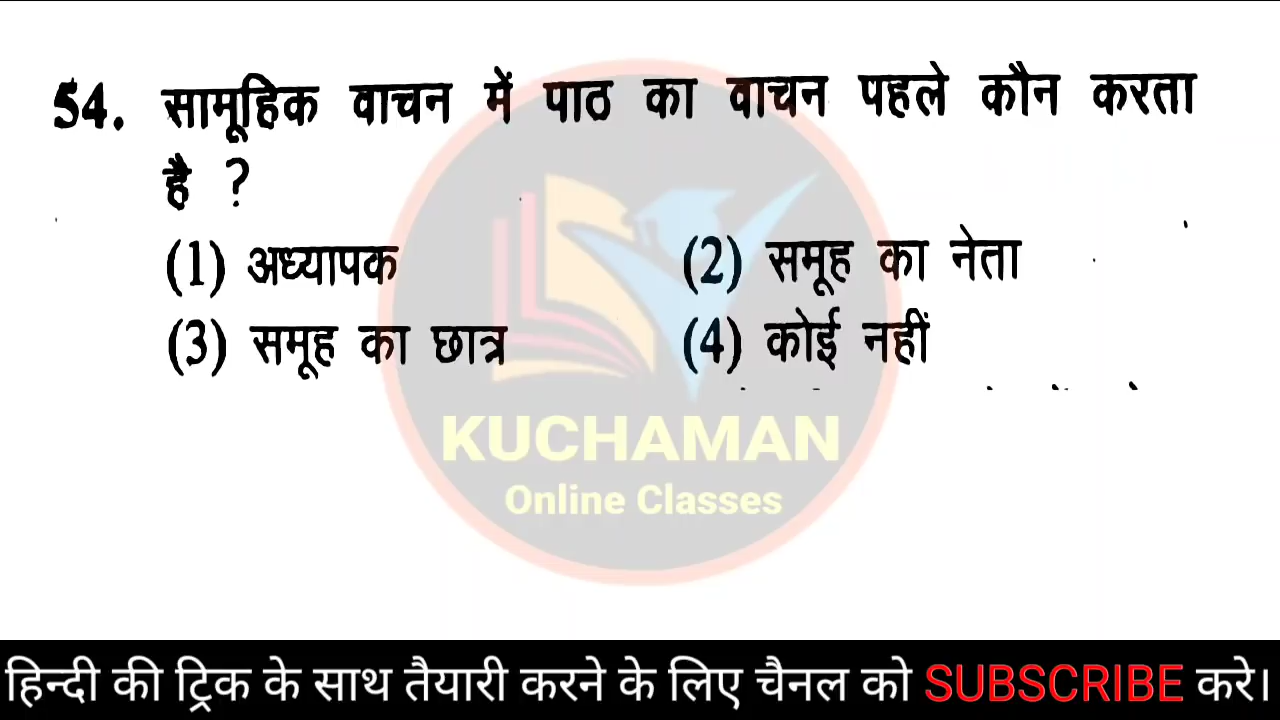 54. सामूहिक वाचन में पाठ का वाचन पहले कौन करता
है ?
(1) अध्यापक (2) समूह का नेता
(3) समूह का छात्र (4) कोई नहीं
KUCHAMAN
Online Classes
हिन्दी की ट्रिक के साथ तैयारी करने के लिए चैनल को SUBSCRIBE करे।